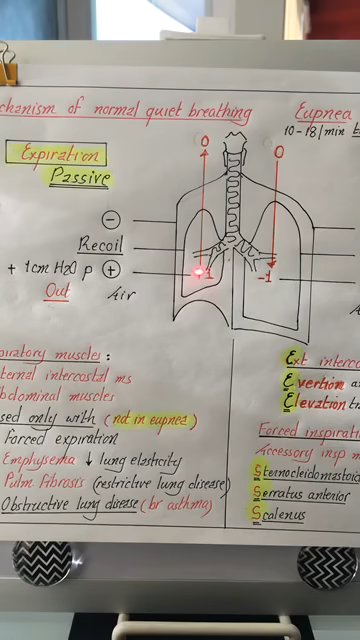 chanism of normal quiet breathing
Eupnea
10-18/min
Expiration
Passive
0
0
−
Recoil
+ 1cm H2O p +
Out
Air
1
-1
piratory muscles :
ternal intercostal ms
bdominal muscles
sed only with (not in eupnea)
Forced expiration
Emphysema ↓ lung elasticity
Pulm Fibrosis (restrictive lung disease)
Obstructive lung disease (br asthma)
Ext interco
Evertion a
Elevation
Forced inspirati
Accessory insp m
Sternocleidomastoi
Serratus anterior
Scalenus